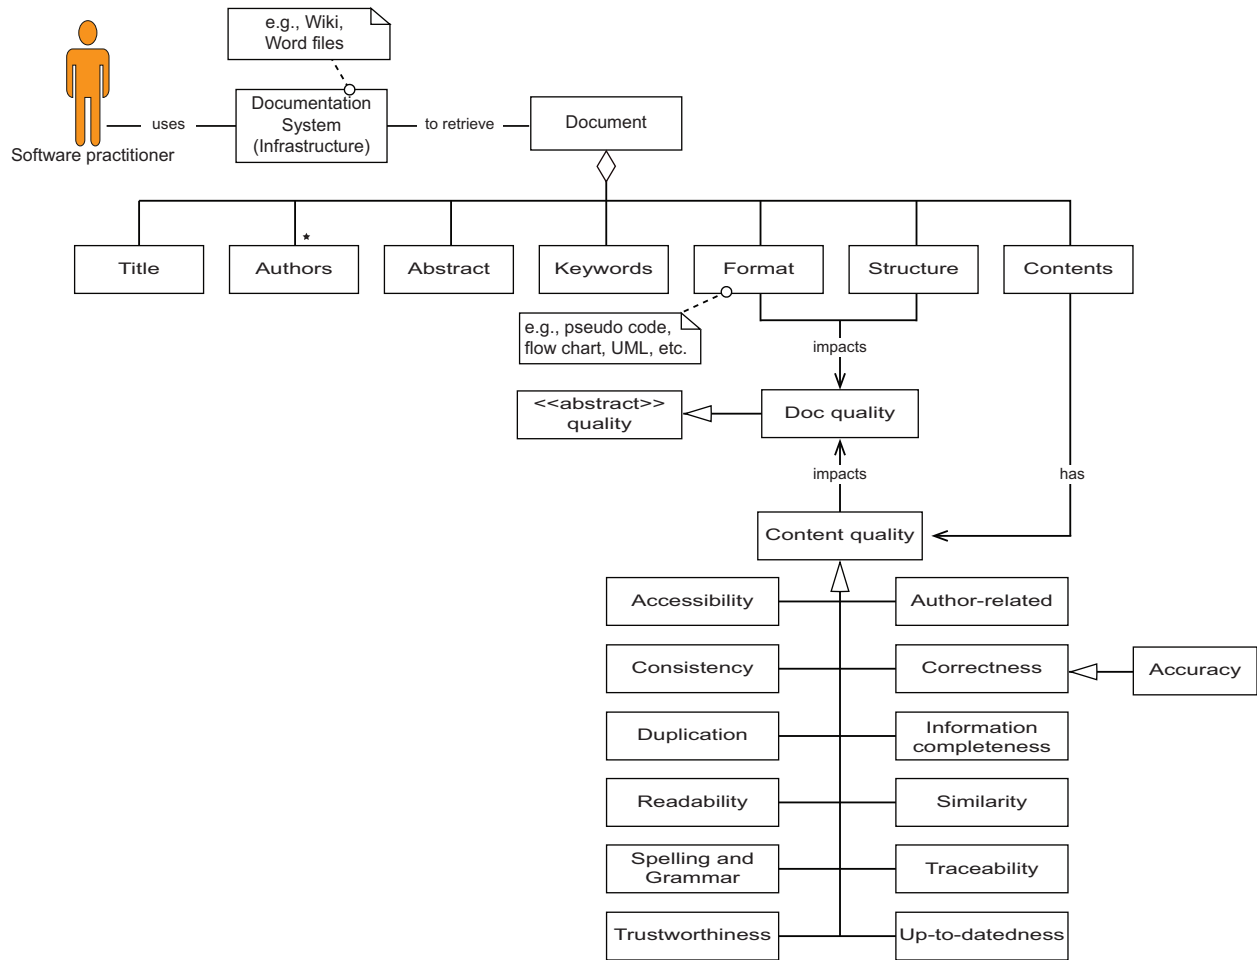 e.g., Wiki,
Word files
Software practitioner
uses
Documentation
System
(Infrastructure)
to retrieve
Document
Title
*
Authors
Abstract
Keywords
Format
Structure
Contents
e.g., pseudo code,
flow chart, UML, etc.
impacts
<<abstract>>
quality
Doc quality
impacts
has
Content quality
Accessibility
Author-related
Consistency
Correctness
Accuracy
Duplication
Information
completeness
Readability
Similarity
Spelling and
Grammar
Traceability
Trustworthiness
Up-to-datedness